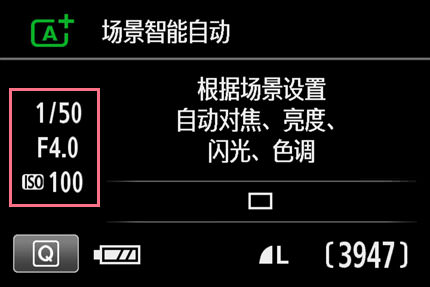 A+ 场景智能自动
1/50
F4.0
ISO 100
根据场景设置
自动对焦、亮度、
闪光、色调
Q
L
(3947)